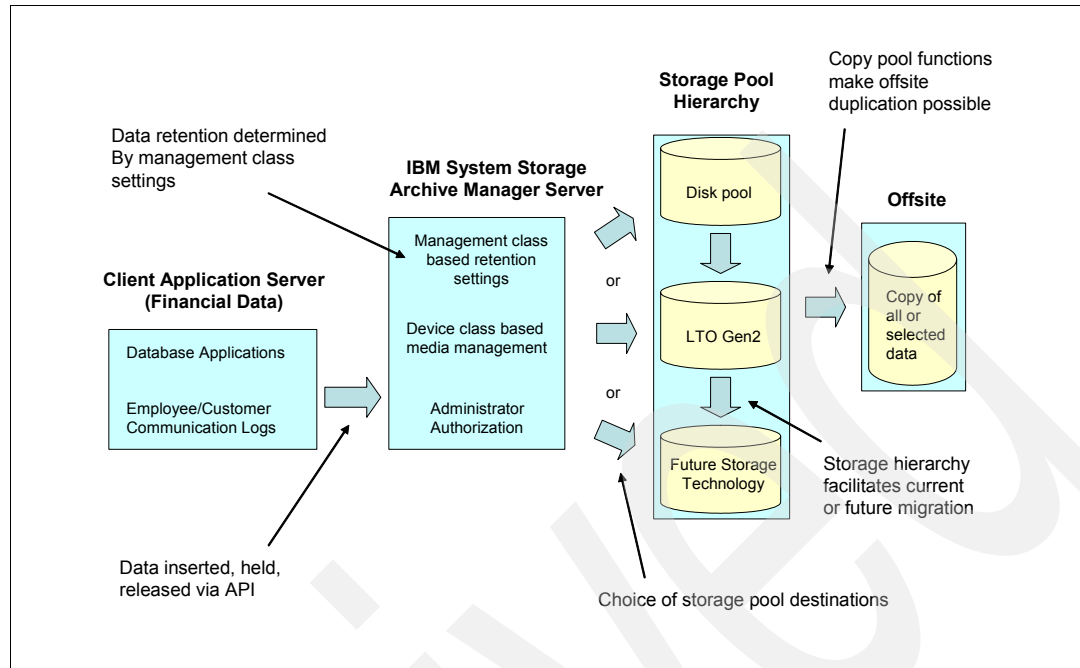 Copy pool functions
make offsite
duplication possible
Storage Pool
Hierarchy
Data retention determined
By management class
settings
IBM System Storage
Archive Manager Server
Disk pool
Offsite
Management class
based retention
settings
or
Client Application Server
(Financial Data)
Database Applications
Employee/Customer
Communication Logs
Device class based
media management
LTO Gen2
Copy of
all or
selected
data
or
Administrator
Authorization
Future Storage
Technology
Storage hierarchy
facilitates current
or future migration
Data inserted, held,
released via API
Choice of storage pool destinations